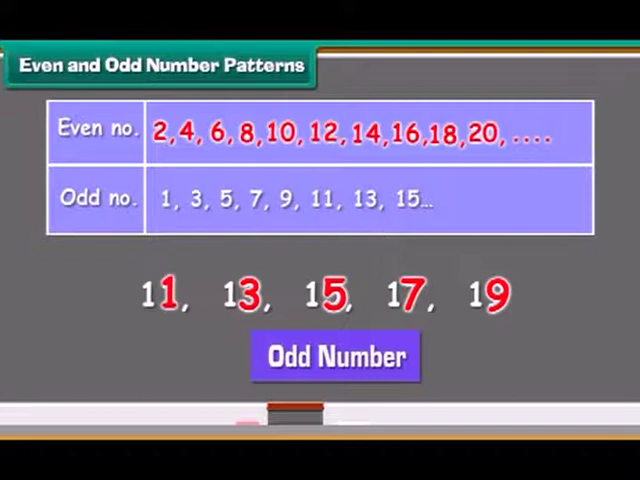 Even and Odd Number Patterns
Even no. 2, 4, 6, 8, 10, 12, 14, 16, 18, 20, ....
Odd no. 1, 3, 5, 7, 9, 11, 13, 15...
11, 13, 15, 17, 19
Odd Number